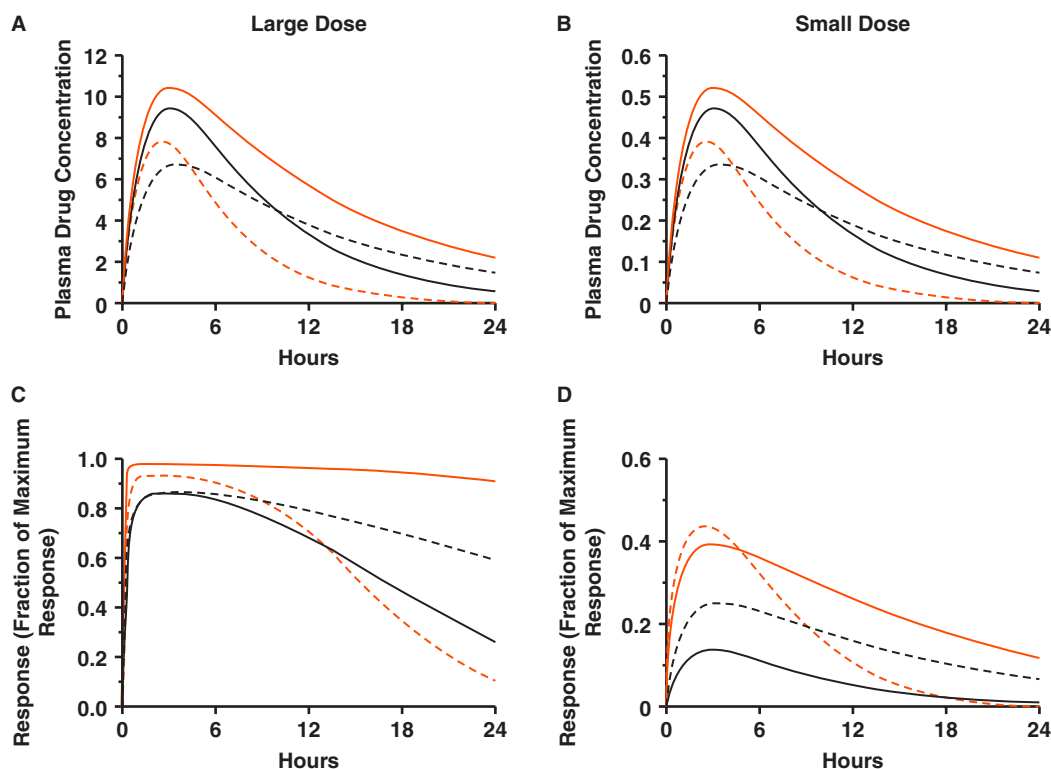 A
Large Dose
Plasma Drug Concentration
12
10
8
6
4
2
0
0 6 12 18 24
Hours
B
Small Dose
Plasma Drug Concentration
0.6
0.5
0.4
0.3
0.2
0.1
0
0 6 12 18 24
Hours
C
Response (Fraction of Maximum
Response)
1.0
0.8
0.6
0.4
0.2
0.0
0 6 12 18 24
Hours
D
Response (Fraction of Maximum
Response)
0.6
0.4
0.2
0
0 6 12 18 24
Hours